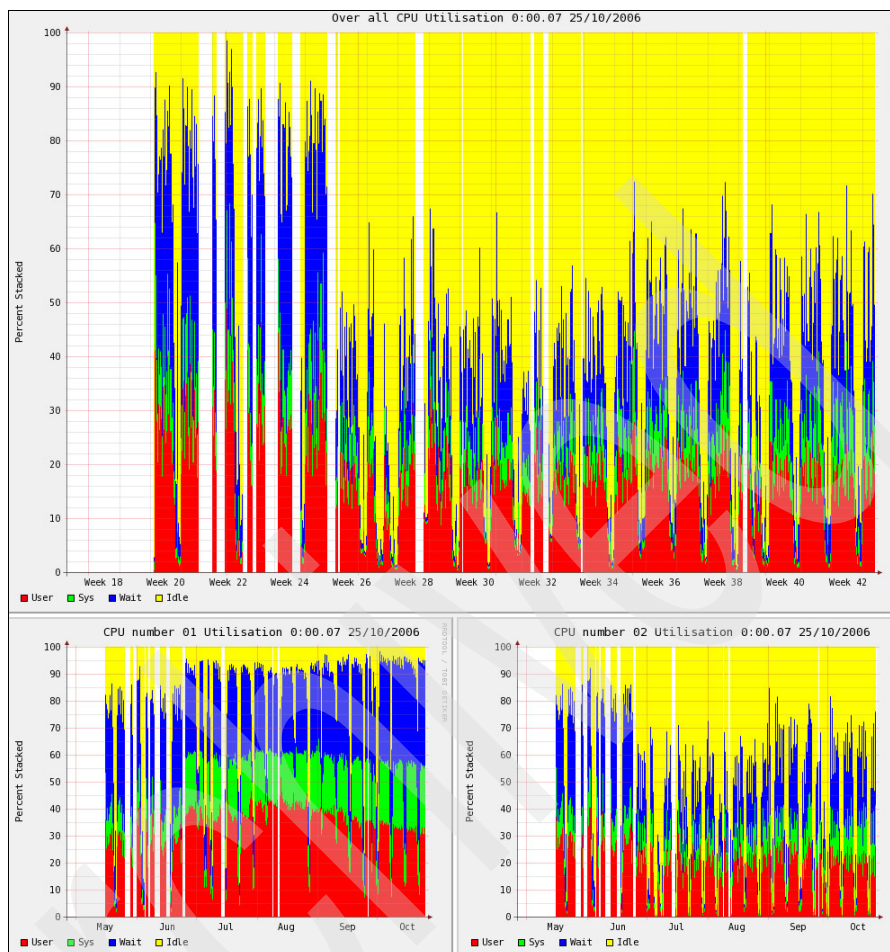 Over all CPU Utilisation 0:00.07 25/10/2006
100
90
80
70
60
50
40
30
20
10
0
Percent Stacked
Week 18 Week 20 Week 22 Week 24 Week 26 Week 28 Week 30 Week 32 Week 34 Week 36 Week 38 Week 40 Week 42
User Sys Wait Idle
CPU number 01 Utilisation 0:00.07 25/10/2006
100
90
80
70
60
50
40
30
20
10
0
Percent Stacked
May Jun Jul Aug Sep Oct
User Sys Wait Idle
RRDTOOL / TOBI OETIKER
CPU number 02 Utilisation 0:00.07 25/10/2006
100
90
80
70
60
50
40
30
20
10
0
Percent Stacked
May Jun Jul Aug Sep Oct
User Sys Wait Idle